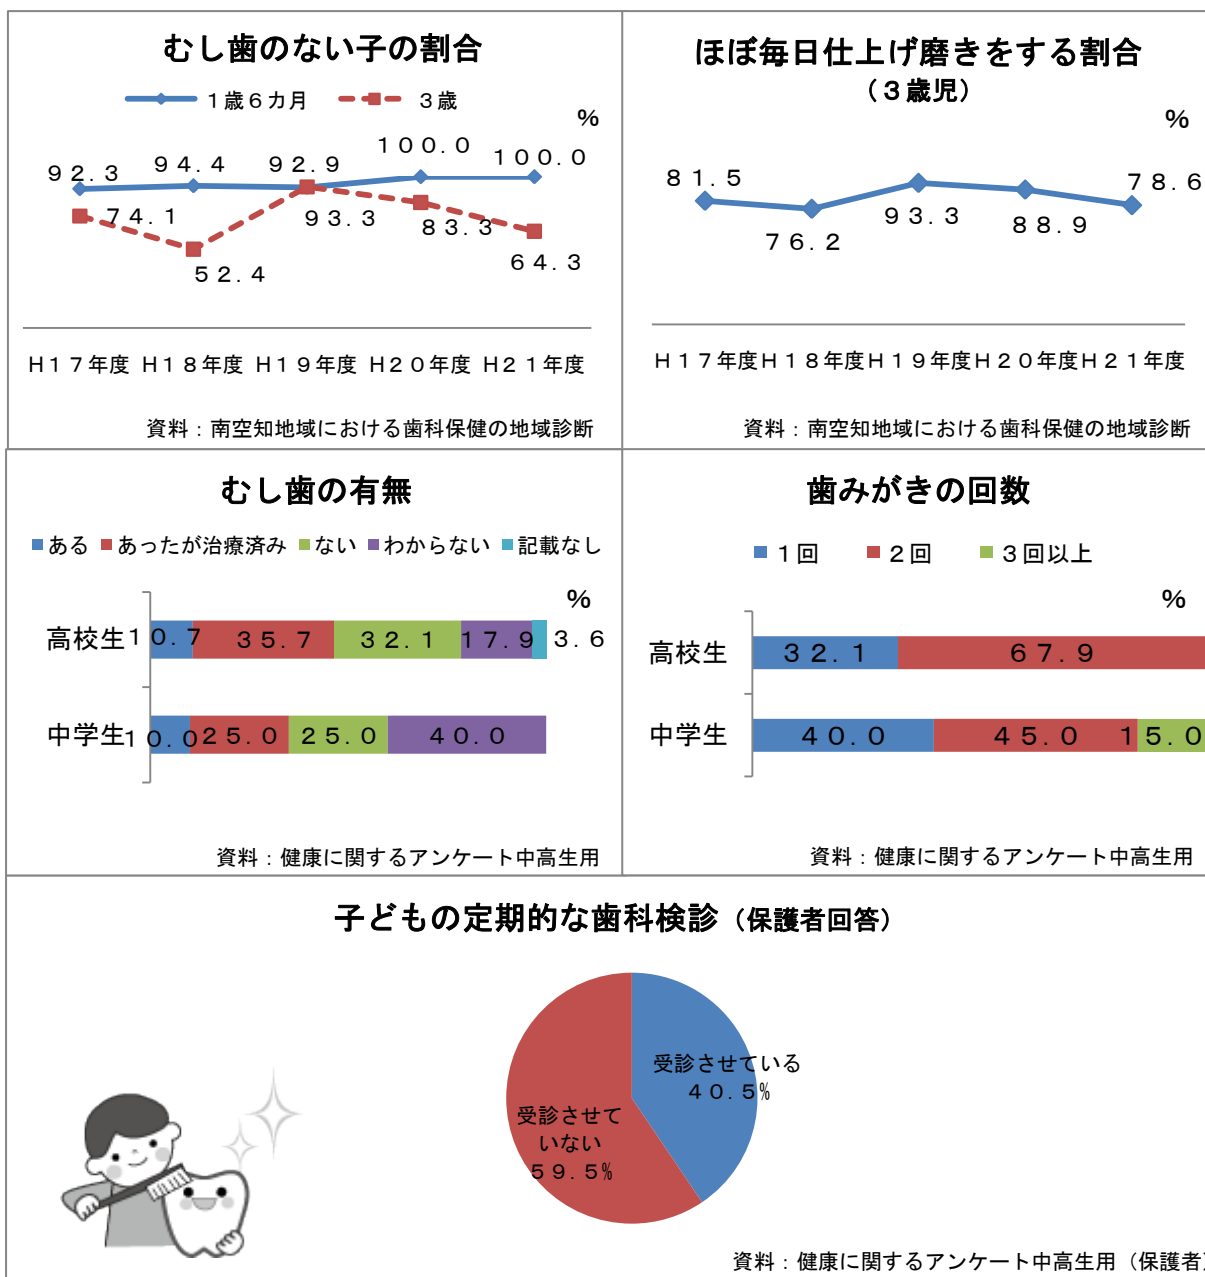 むし歯のない子の割合
1歳6カ月 3歳
%
92.3 94.4 92.9 100.0 100.0
74.1 52.4 93.3 83.3 64.3
H17年度 H18年度 H19年度 H20年度 H21年度
資料:南空知地域における歯科保健の地域診断
ほぼ毎日仕上げ磨きをする割合
(3歳児)
%
81.5 76.2 93.3 88.9 78.6
H17年度 H18年度 H19年度 H20年度 H21年度
資料:南空知地域における歯科保健の地域診断
むし歯の有無
ある あったが治療済み ない わからない 記載なし
%
高校生 10.7 35.7 32.1 17.9 3.6
中学生 10.0 25.0 25.0 40.0
資料:健康に関するアンケート中高生用
歯みがきの回数
1回 2回 3回以上
%
高校生 32.1 67.9
中学生 40.0 45.0 15.0
資料:健康に関するアンケート中高生用
子どもの定期的な歯科検診(保護者回答)
受診させている
40.5%
受診させて
いない
59.5%
資料:健康に関するアンケート中高生用(保護者)